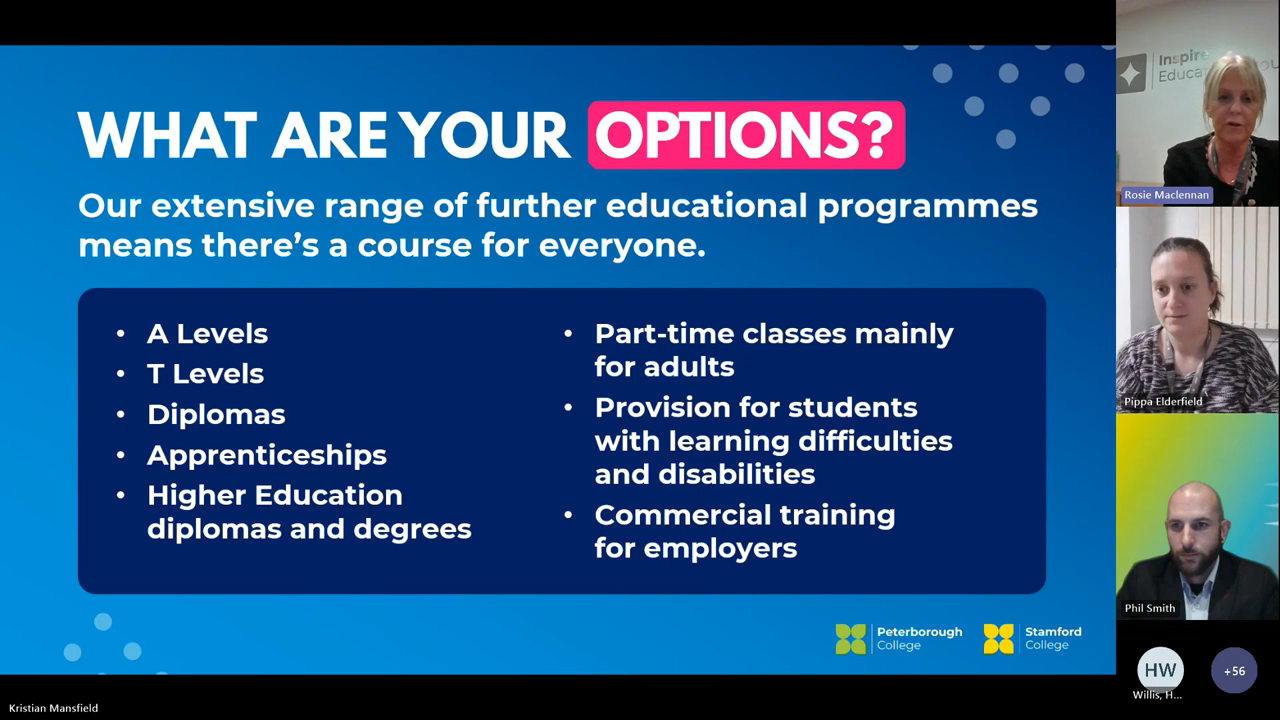 WHAT ARE YOUR OPTIONS?
Our extensive range of further educational programmes
means there's a course for everyone.
• A Levels
• T Levels
• Diplomas
• Apprenticeships
• Higher Education
diplomas and degrees
• Part-time classes mainly
for adults
• Provision for students
with learning difficulties
and disabilities
• Commercial training
for employers
Peterborough
College
Stamford
College
Kristian Mansfield
Inspire
Educa
Rosie Maclennan
Pippa Elderfield
Phil Smith
HW
Willis, H...
+56